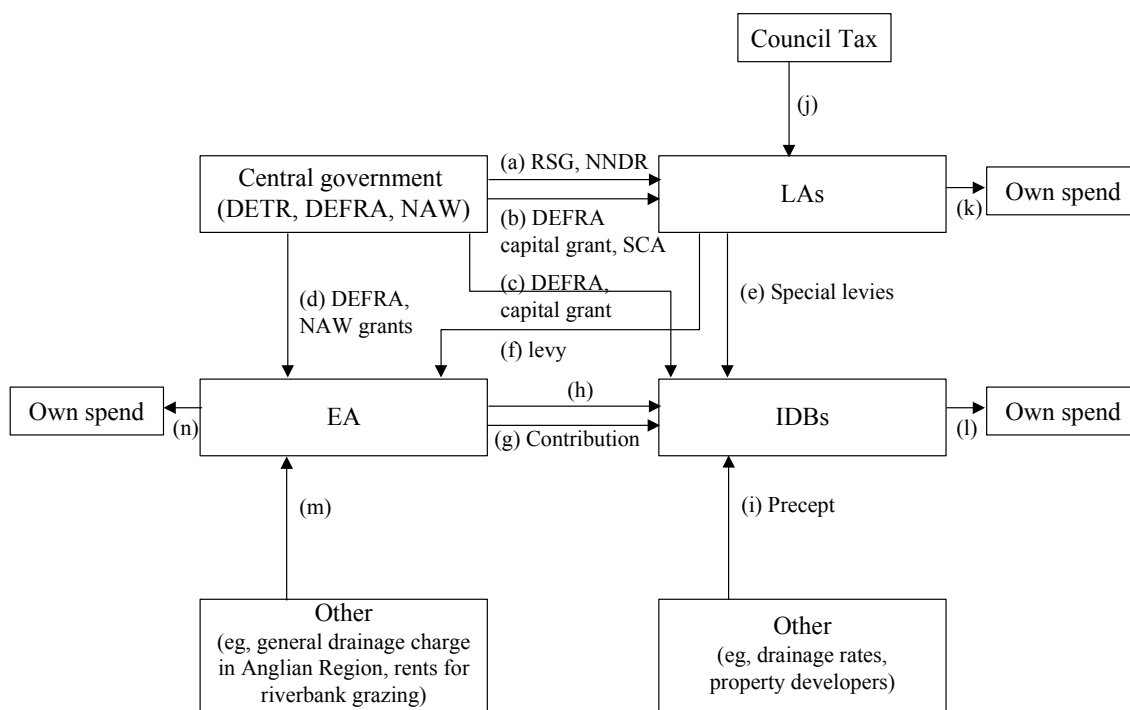 Council Tax
(j)
Central government
(DETR, DEFRA, NAW)
(a) RSG, NNDR
LAs
(k)
Own spend
(b) DEFRA
capital grant, SCA
(c) DEFRA,
capital grant
(d) DEFRA,
NAW grants
(e) Special levies
(f) levy
Own spend
(n)
EA
(h)
(g) Contribution
IDBs
(l)
Own spend
(m)
(i) Precept
Other
(eg, general drainage charge
in Anglian Region, rents for
riverbank grazing)
Other
(eg, drainage rates,
property developers)